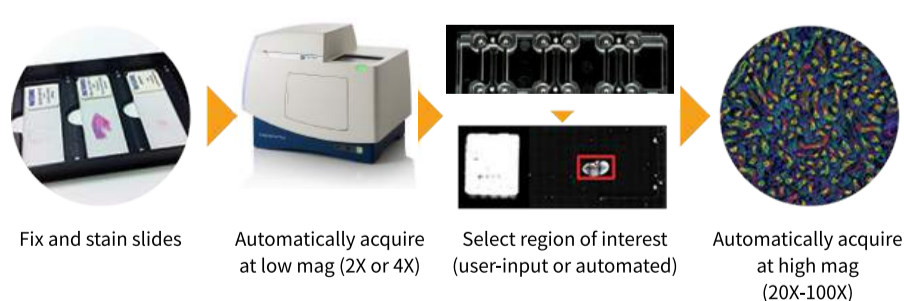 Fix and stain slides
Automatically acquire
at low mag (2X or 4X)
Select region of interest
(user-input or automated)
Automatically acquire
at high mag
(20X-100X)